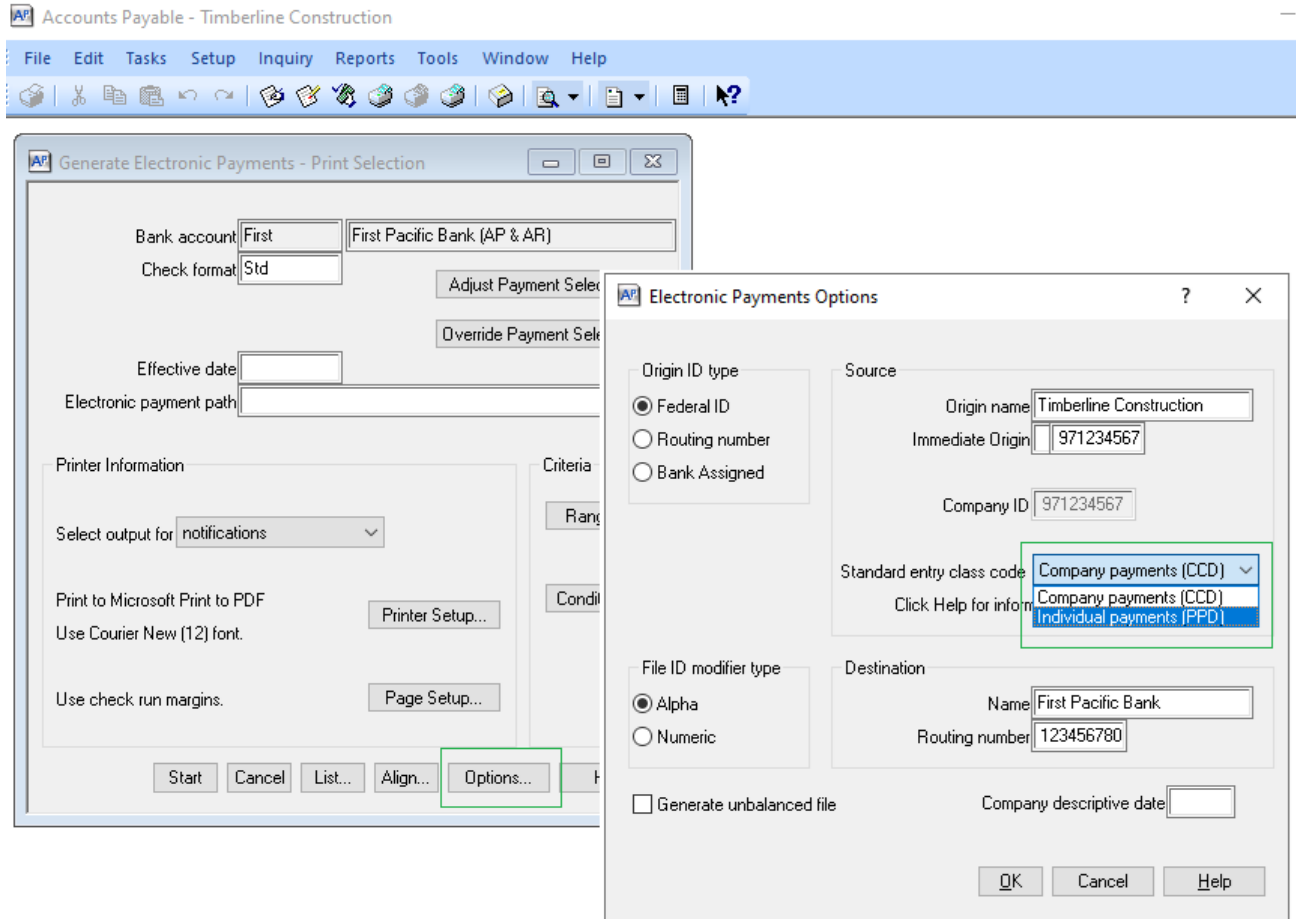 Accounts Payable - Timberline Construction
File Edit Tasks Setup Inquiry Reports Tools Window Help
Generate Electronic Payments - Print Selection
Bank account First First Pacific Bank (AP & AR)
Check format Std
Adjust Payment Selec
Override Payment Sele
Effective date
Electronic payment path
Printer Information
Select output for notifications
Print to Microsoft Print to PDF
Use Courier New (12) font.
Printer Setup...
Use check run margins.
Page Setup...
Criteria
Rang
Condi
Start Cancel List... Align... Options... H
Electronic Payments Options ?
Origin ID type
Federal ID
Routing number
Bank Assigned
Source
Origin name Timberline Construction
Immediate Origin 971234567
Company ID 971234567
Standard entry class code Company payments (CCD)
Company payments (CCD)
Click Help for inform
Individual payments (PPD)
File ID modifier type
Alpha
Numeric
Destination
Name First Pacific Bank
Routing number 123456780
Generate unbalanced file
Company descriptive date
OK Cancel Help